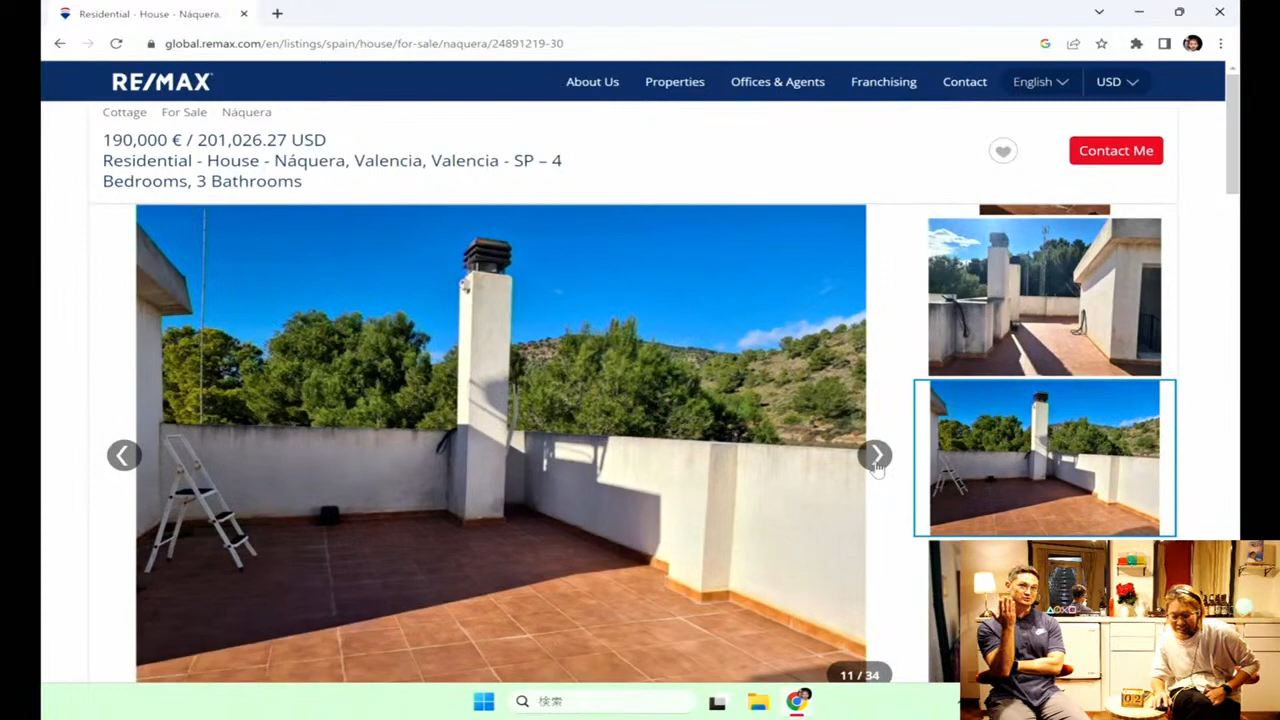 Residential - House - Náquera,
global.remax.com/en/listings/spain/house/for-sale/naquera/24891219-30
RE/MAX
About Us
Properties
Offices & Agents
Franchising
Contact
English
USD
Cottage
For Sale
Náquera
190,000 € / 201,026.27 USD
Residential - House - Náquera, Valencia, Valencia - SP – 4
Bedrooms, 3 Bathrooms
Contact Me
11 / 34
検索